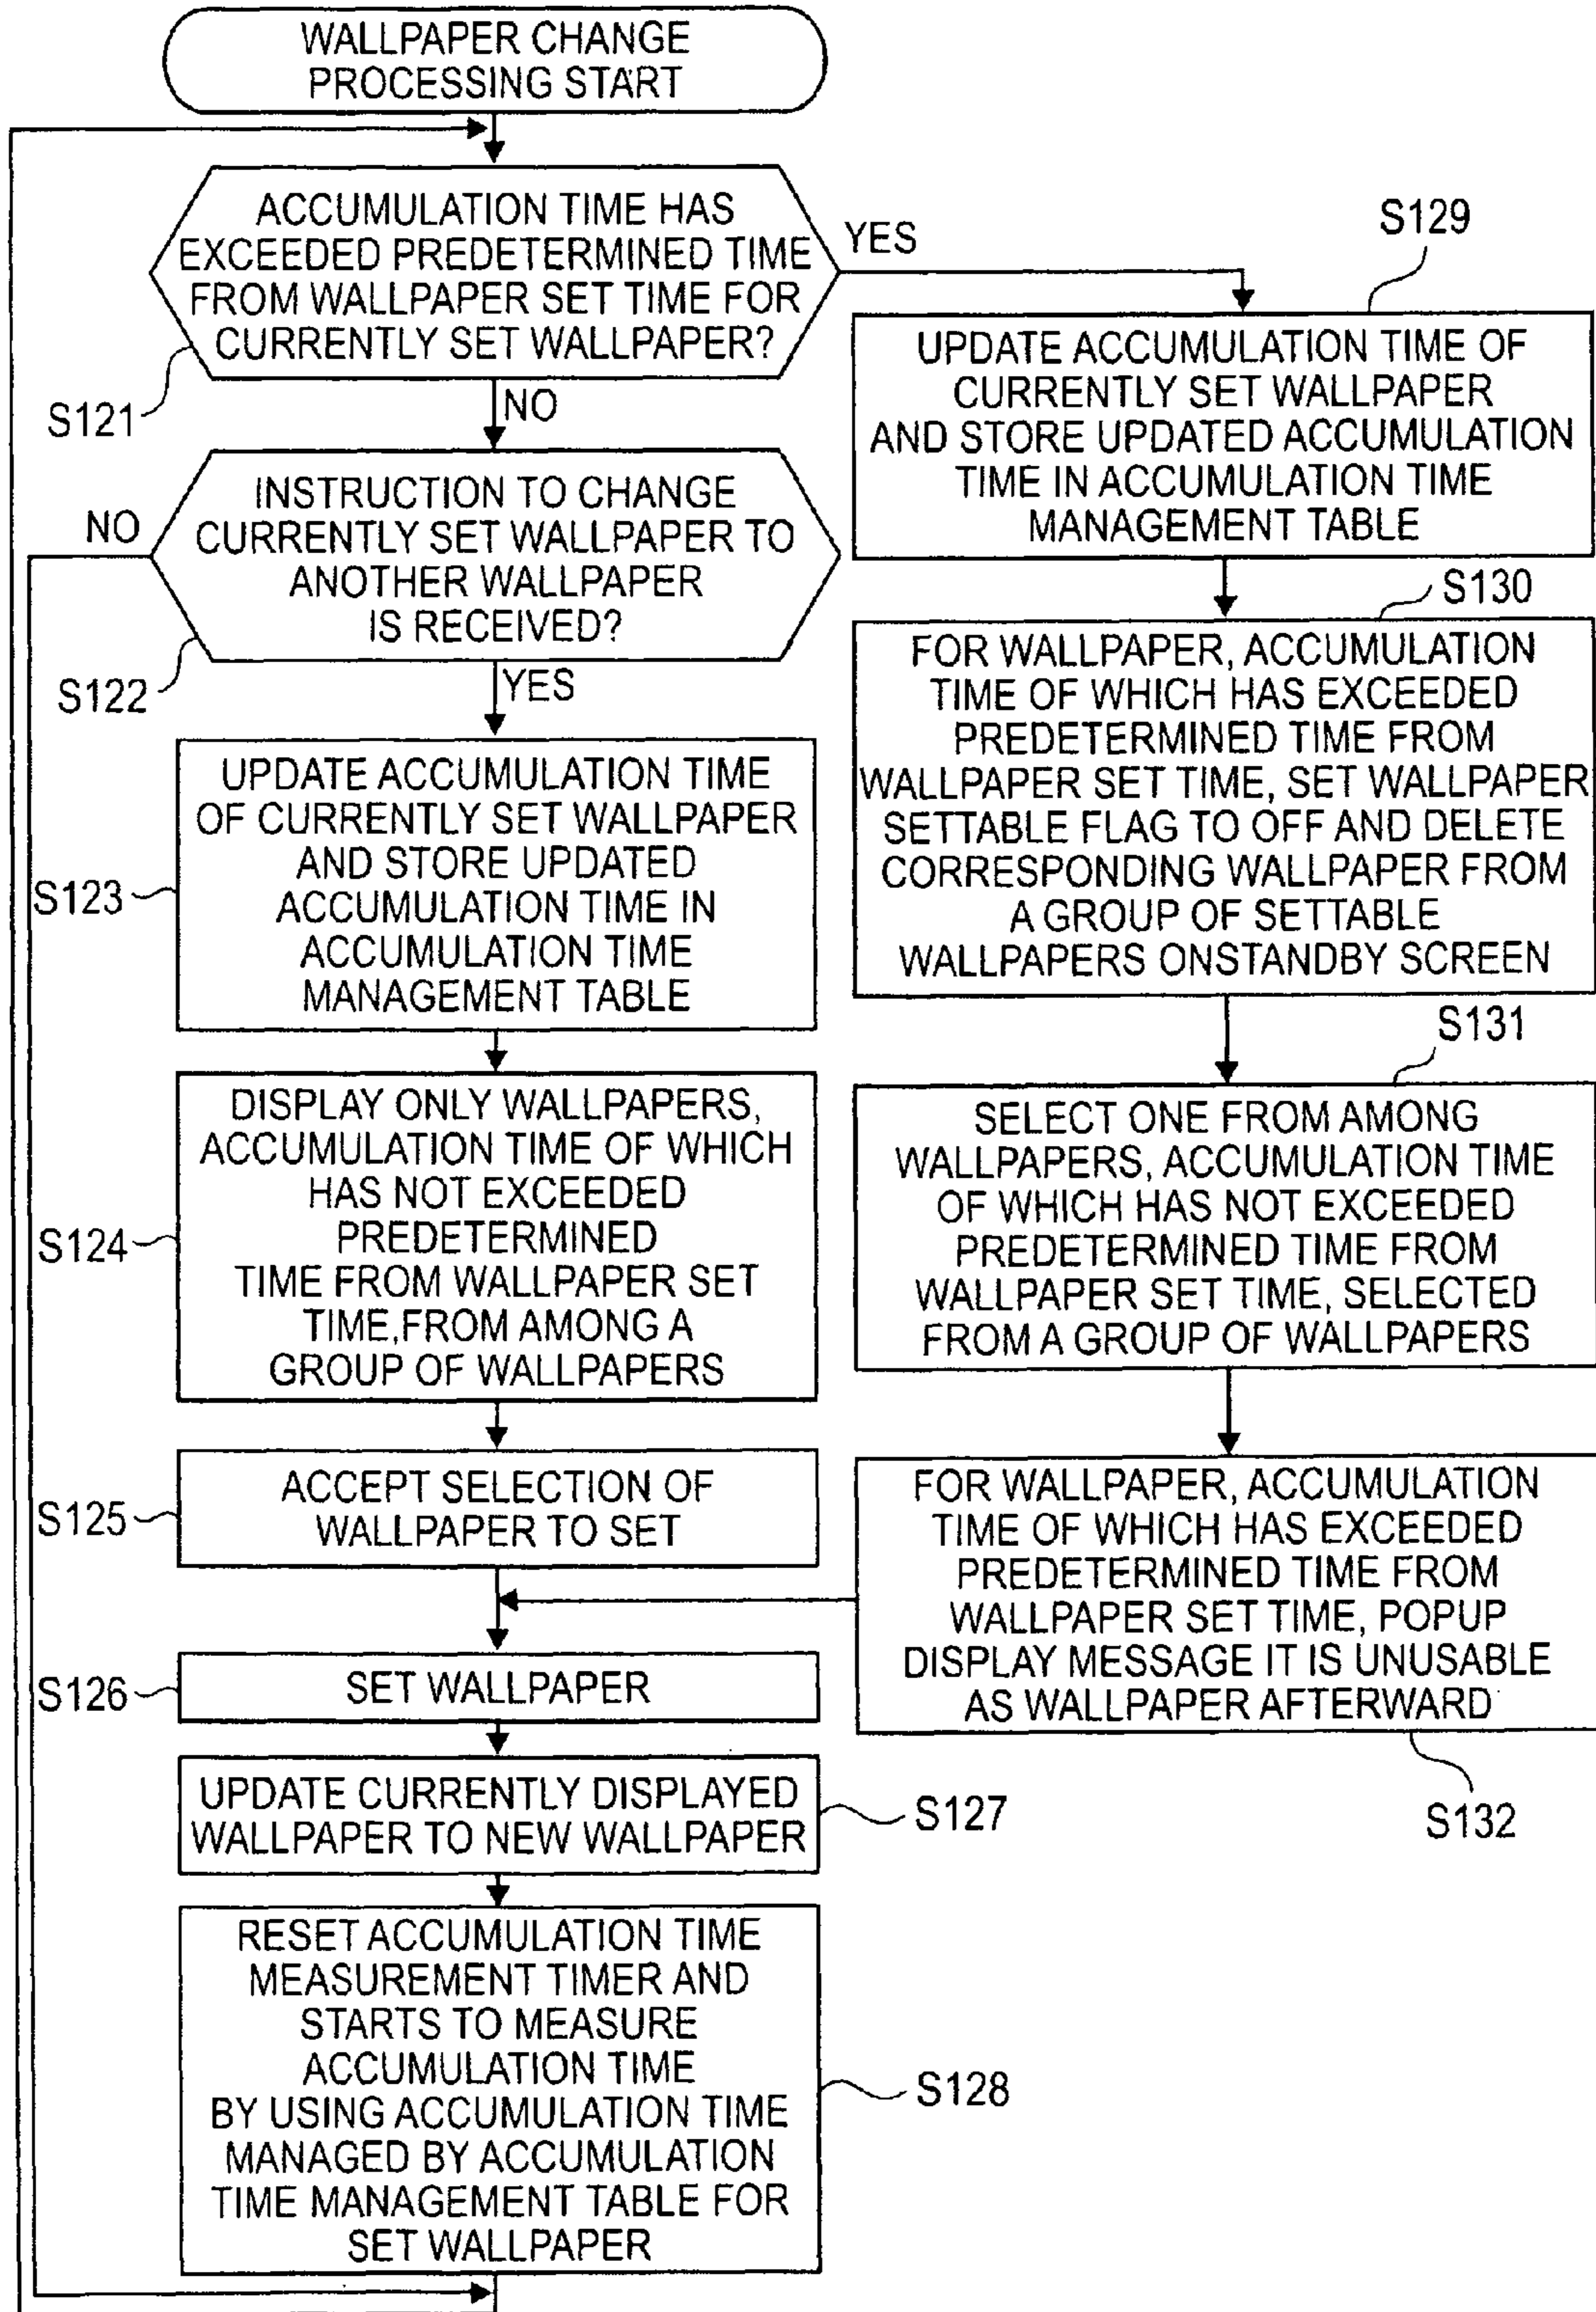 WALLPAPER CHANGE
PROCESSING START
ACCUMULATION TIME HAS
EXCEEDED PREDETERMINED TIME
FROM WALLPAPER SET TIME FOR
CURRENTLY SET WALLPAPER?
YES
S121
NO
INSTRUCTION TO CHANGE
CURRENTLY SET WALLPAPER TO
ANOTHER WALLPAPER
IS RECEIVED?
NO
S122
YES
UPDATE ACCUMULATION TIME
OF CURRENTLY SET WALLPAPER
AND STORE UPDATED
ACCUMULATION TIME IN
ACCUMULATION TIME
MANAGEMENT TABLE
S123
DISPLAY ONLY WALLPAPERS,
ACCUMULATION TIME OF WHICH
HAS NOT EXCEEDED
PREDETERMINED
TIME FROM WALLPAPER SET
TIME,FROM AMONG A
GROUP OF WALLPAPERS
S124
ACCEPT SELECTION OF
WALLPAPER TO SET
S125
SET WALLPAPER
S126
UPDATE CURRENTLY DISPLAYED
WALLPAPER TO NEW WALLPAPER
S127
RESET ACCUMULATION TIME
MEASUREMENT TIMER AND
STARTS TO MEASURE
ACCUMULATION TIME
BY USING ACCUMULATION TIME
MANAGED BY ACCUMULATION
TIME MANAGEMENT TABLE FOR
SET WALLPAPER
S128
S129
UPDATE ACCUMULATION TIME OF
CURRENTLY SET WALLPAPER
AND STORE UPDATED ACCUMULATION
TIME IN ACCUMULATION TIME
MANAGEMENT TABLE
S130
FOR WALLPAPER, ACCUMULATION
TIME OF WHICH HAS EXCEEDED
PREDETERMINED TIME FROM
WALLPAPER SET TIME, SET WALLPAPER
SETTABLE FLAG TO OFF AND DELETE
CORRESPONDING WALLPAPER FROM
A GROUP OF SETTABLE
WALLPAPERS ONSTANDBY SCREEN
S131
SELECT ONE FROM AMONG
WALLPAPERS, ACCUMULATION TIME
OF WHICH HAS NOT EXCEEDED
PREDETERMINED TIME FROM
WALLPAPER SET TIME, SELECTED
FROM A GROUP OF WALLPAPERS
FOR WALLPAPER, ACCUMULATION
TIME OF WHICH HAS EXCEEDED
PREDETERMINED TIME FROM
WALLPAPER SET TIME, POPUP
DISPLAY MESSAGE IT IS UNUSABLE
AS WALLPAPER AFTERWARD
S132